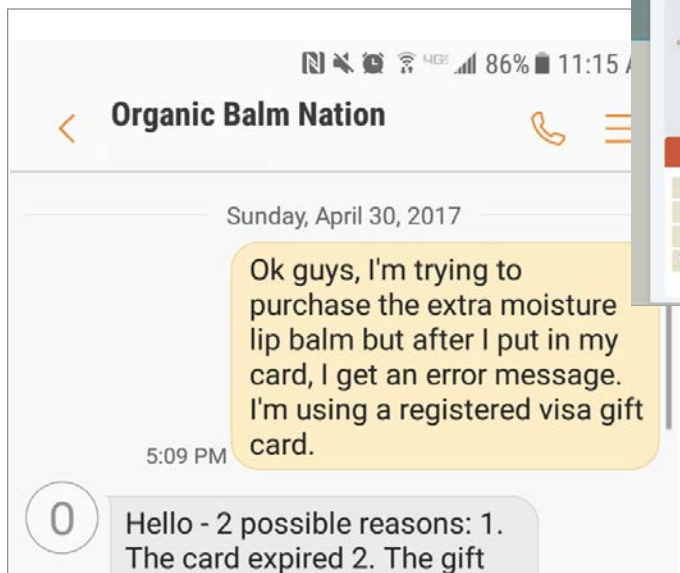 4GE 86% 11:15
Organic Balm Nation
Sunday, April 30, 2017
Ok guys, I'm trying to
purchase the extra moisture
lip balm but after I put in my
card, I get an error message.
I'm using a registered visa gift
card.
5:09 PM
O
Hello - 2 possible reasons: 1.
The card expired 2. The gift